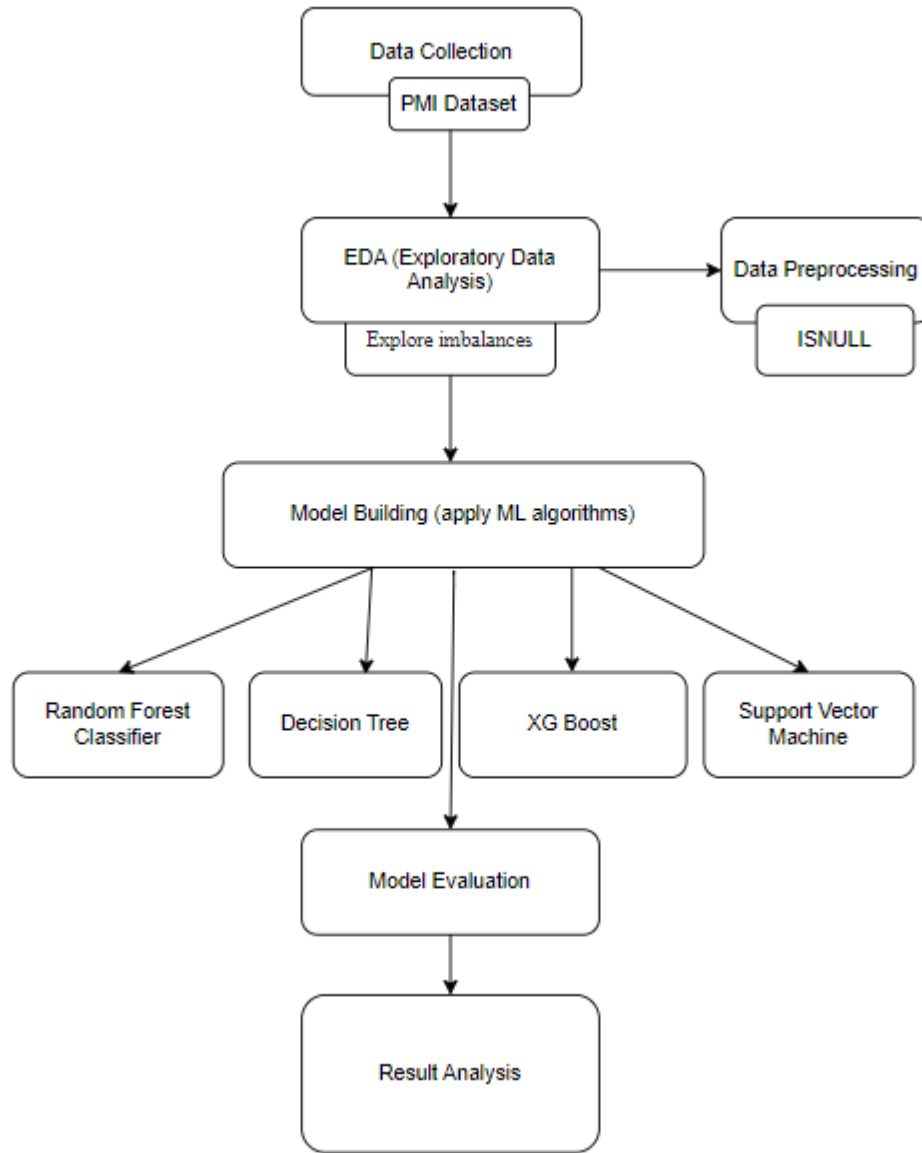 Data Collection
PMI Dataset
EDA (Exploratory Data
Analysis)
Explore imbalances
Data Preprocessing
ISNULL
Model Building (apply ML algorithms)
Random Forest
Classifier
Decision Tree
XG Boost
Support Vector
Machine
Model Evaluation
Result Analysis